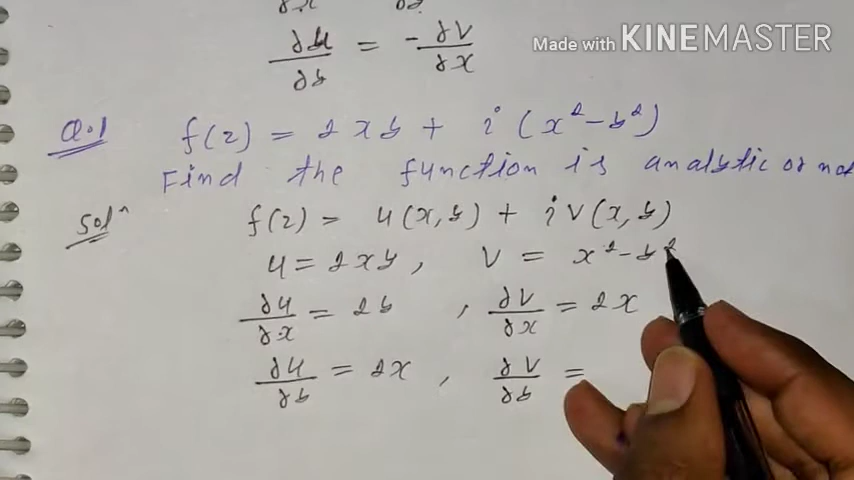 ∂u/∂y = -∂v/∂x
Made with KINEMASTER
Q.1 f(z) = 2xy + i(x² - y²)
Find the function is analytic or not
Solⁿ f(z) = u(x, y) + iv(x, y)
u = 2xy, v = x² - y²
∂u/∂x = 2y, ∂v/∂x = 2x
∂u/∂y = 2x, ∂v/∂y =